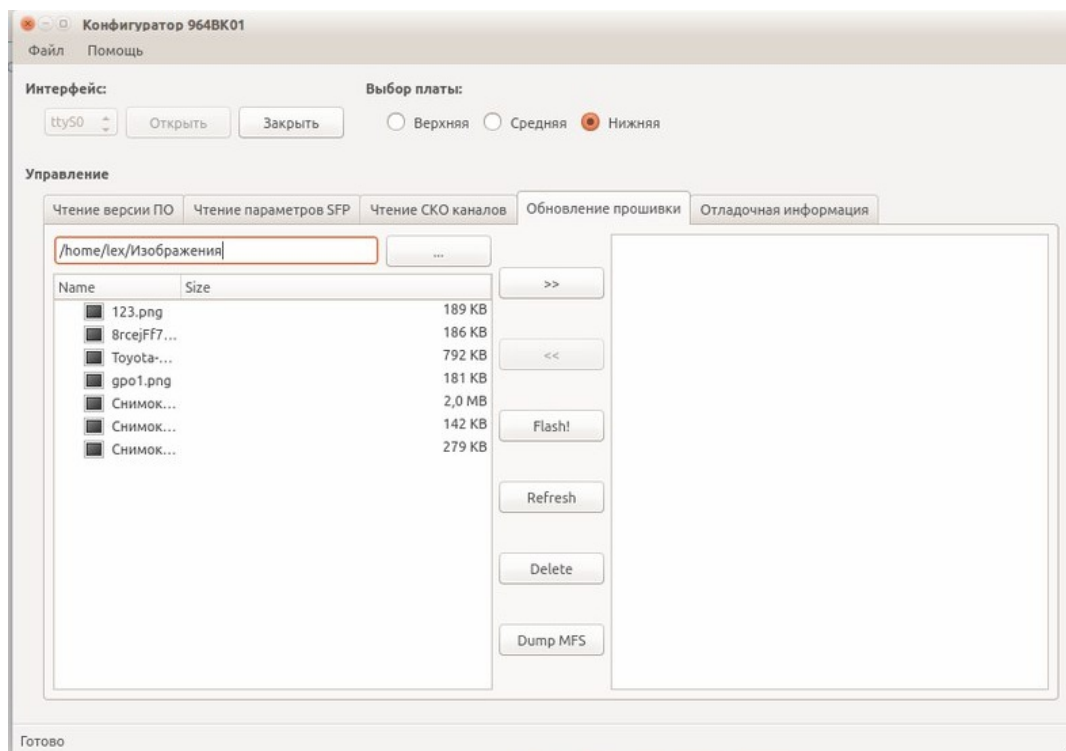 Конфигуратор 964ВК01
Файл Помощь
Интерфейс: Выбор платы:
ttyS0 Открыть Закрыть Верхняя Средняя Нижняя
Управление
Чтение версии ПО Чтение параметров SFP Чтение СКО каналов Обновление прошивки Отладочная информация
/home/lex/Изображения ...
>>
Name Size
123.png 189 KB
8rcejFf7... 186 KB
Toyota-... 792 KB
<<
gpo1.png 181 KB
Снимок... 2,0 MB
Снимок... 142 KB
Flash!
Снимок... 279 KB
Refresh
Delete
Dump MFS
Готово